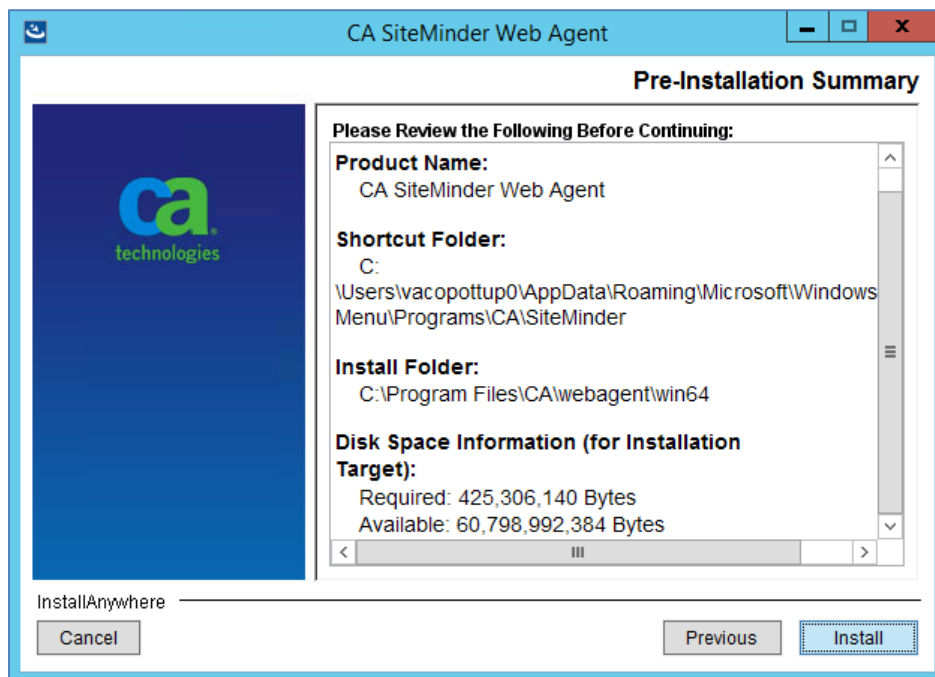 CA SiteMinder Web Agent
Pre-Installation Summary
ca
technologies
Please Review the Following Before Continuing:
Product Name:
CA SiteMinder Web Agent
Shortcut Folder:
C:
\Users\vacopottup0\AppData\Roaming\Microsoft\Windows
Menu\Programs\CA\SiteMinder
Install Folder:
C:\Program Files\CA\webagent\win64
Disk Space Information (for Installation
Target):
Required: 425,306,140 Bytes
Available: 60,798,992,384 Bytes
InstallAnywhere
Cancel
Previous
Install